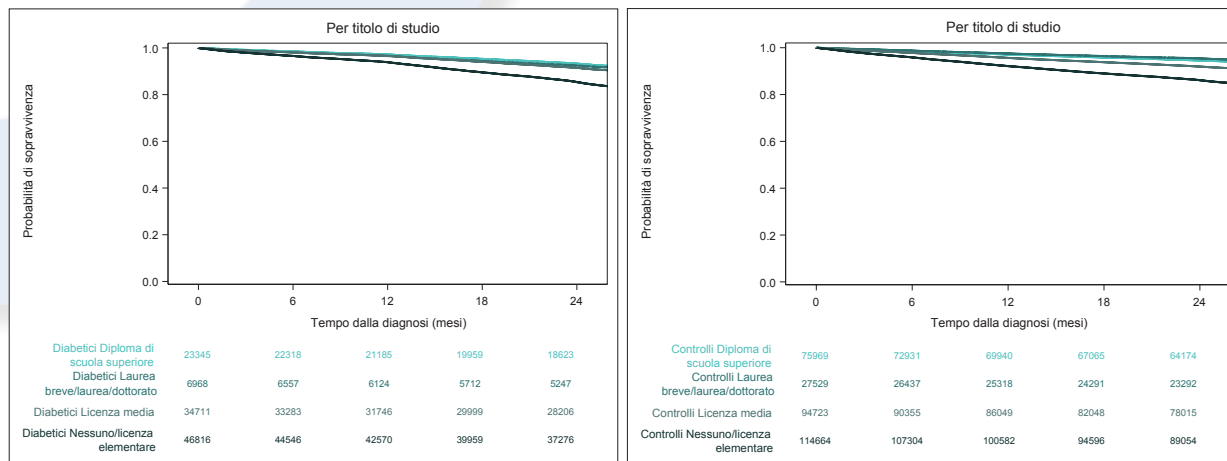 Per titolo di studio
Probabilità di sopravvivenza
1.0
0.8
0.6
0.4
0.2
0.0
0 6 12 18 24
Tempo dalla diagnosi (mesi)
Diabetici Diploma di
scuola superiore 23345 22318 21185 19959 18623
Diabetici Laurea
breve/laurea/dottorato 6968 6557 6124 5712 5247
Diabetici Licenza media 34711 33283 31746 29999 28206
Diabetici Nessuno/licenza
elementare 46816 44546 42570 39959 37276
Per titolo di studio
Probabilità di sopravvivenza
1.0
0.8
0.6
0.4
0.2
0.0
0 6 12 18 24
Tempo dalla diagnosi (mesi)
Controlli Diploma di
scuola superiore 75969 72931 69940 67065 64174
Controlli Laurea
breve/laurea/dottorato 27529 26437 25318 24291 23292
Controlli Licenza media 94723 90355 86049 82048 78015
Controlli Nessuno/licenza
elementare 114664 107304 100582 94596 89054